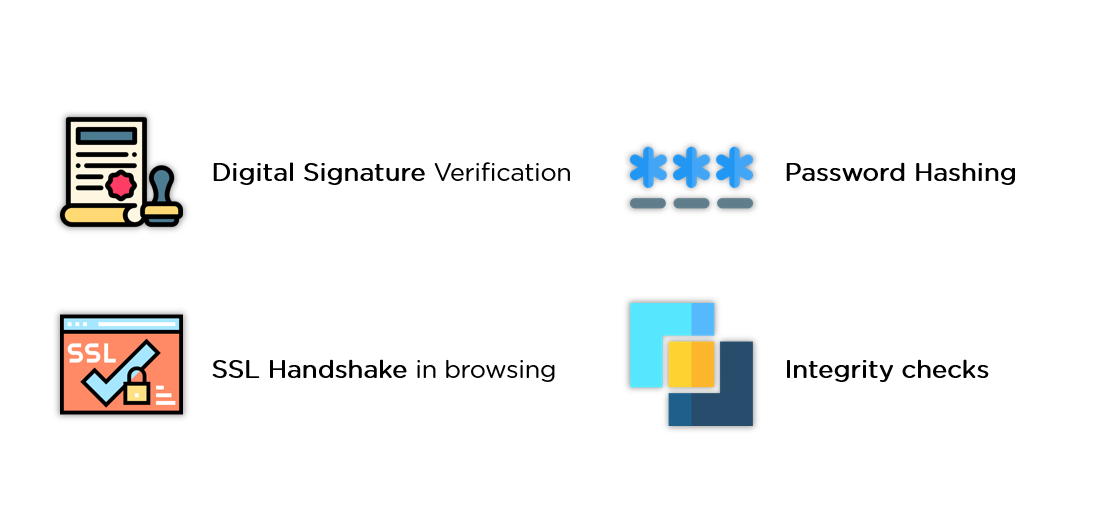 Digital Signature Verification
Password Hashing
SSL
SSL Handshake in browsing
Integrity checks